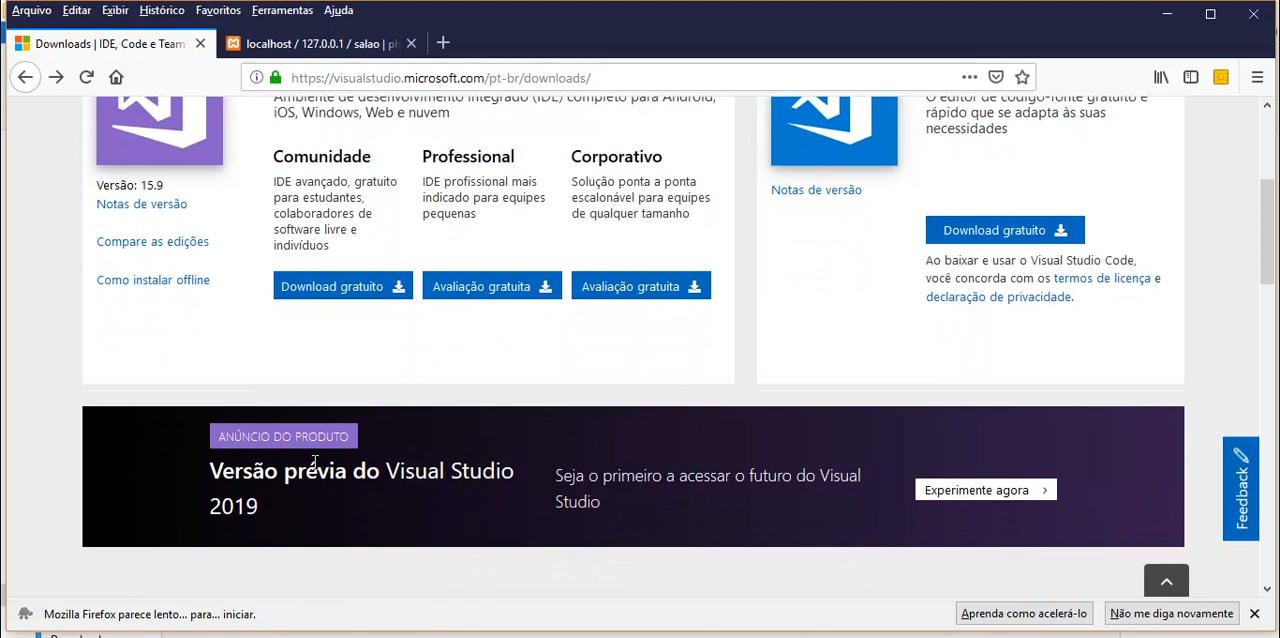 Arquivo Editar Exibir Histórico Favoritos Ferramentas Ajuda
Downloads | IDE, Code e Team
localhost / 127.0.0.1 / salao | ph
https://visualstudio.microsoft.com/pt-br/downloads/
Ambiente de desenvolvimento integrado (IDE) completo para Android,
iOS, Windows, Web e nuvem
O editor de código-fonte gratuito e
rápido que se adapta às suas
necessidades
Comunidade
IDE avançado, gratuito
para estudantes,
colaboradores de
software livre e
indivíduos
Download gratuito
Professional
IDE profissional mais
indicado para equipes
pequenas
Avaliação gratuita
Corporativo
Solução ponta a ponta
escalonável para equipes
de qualquer tamanho
Avaliação gratuita
Versão: 15.9
Notas de versão
Compare as edições
Como instalar offline
Notas de versão
Download gratuito
Ao baixar e usar o Visual Studio Code,
você concorda com os termos de licença e
declaração de privacidade.
ANÚNCIO DO PRODUTO
Versão prévia do Visual Studio
2019
Seja o primeiro a acessar o futuro do Visual
Studio
Experimente agora
Feedback
Mozilla Firefox parece lento... para... iniciar.
Aprenda como acelerá-lo
Não me diga novamente